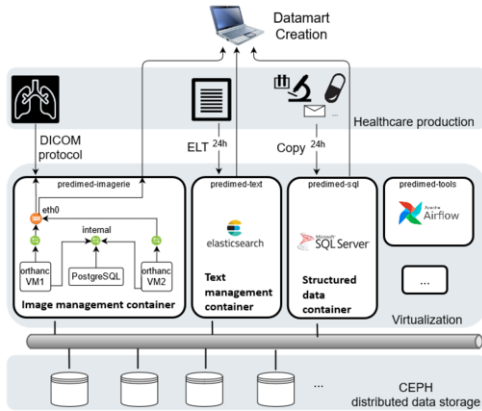 Datamart
Creation
Healthcare production
DICOM
protocol
ELT 24h
Copy 24h
...
predimed-imagerie
predimed-text
predimed-sql
predimed-tools
eth0
internal
orthanc
VM1
PostgreSQL
orthanc
VM2
Image management container
elasticsearch
Text
management
container
Microsoft
SQL Server
Structured
data
container
Apache
Airflow
...
Virtualization
...
CEPH
distributed data storage